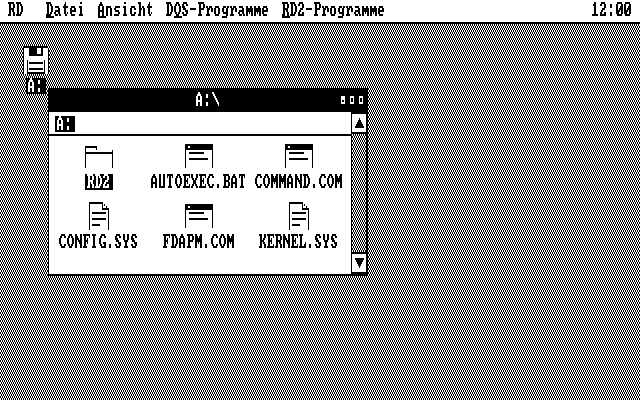 RD Datei Ansicht DOS-Programme RD2-Programme 12:00
A:
A:\
A:
RD2 AUTOEXEC.BAT COMMAND.COM
CONFIG.SYS FDAPM.COM KERNEL.SYS